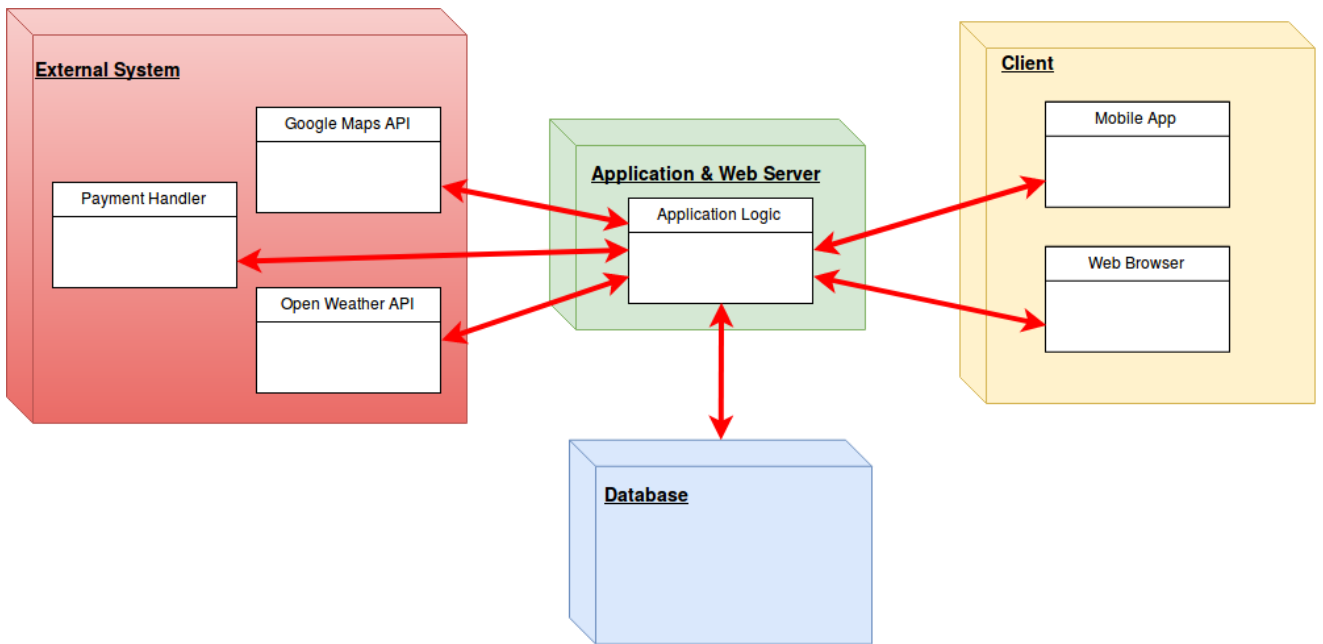 External System
Google Maps API
Payment Handler
Open Weather API
Application & Web Server
Application Logic
Client
Mobile App
Web Browser
Database